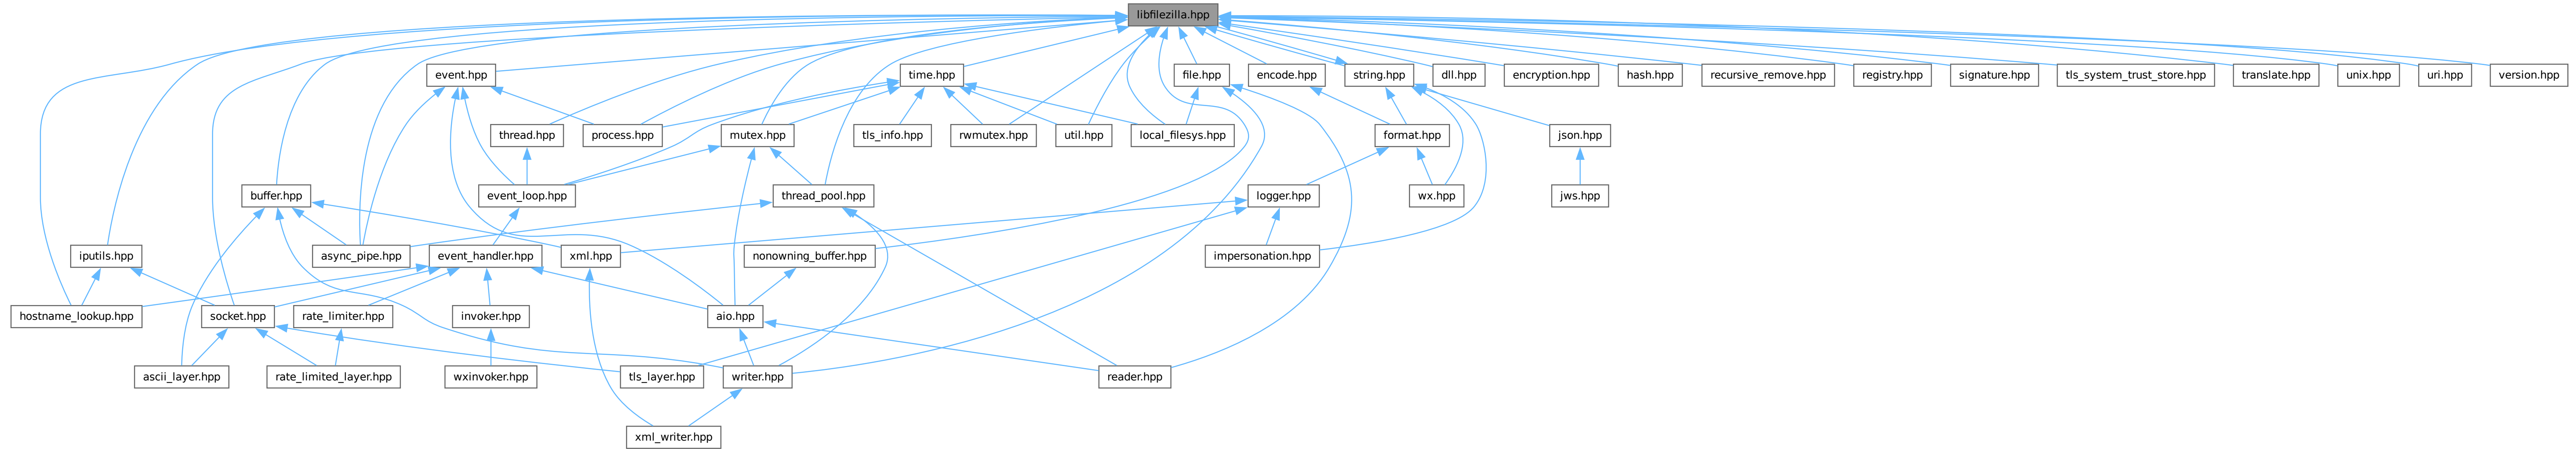 libfilezilla.hpp
event.hpp
time.hpp
file.hpp
encode.hpp
string.hpp
dll.hpp
encryption.hpp
hash.hpp
recursive_remove.hpp
registry.hpp
signature.hpp
tls_system_trust_store.hpp
translate.hpp
unix.hpp
uri.hpp
version.hpp
thread.hpp
process.hpp
mutex.hpp
tls_info.hpp
rwmutex.hpp
util.hpp
local_filesys.hpp
format.hpp
json.hpp
buffer.hpp
event_loop.hpp
thread_pool.hpp
logger.hpp
wx.hpp
jws.hpp
iputils.hpp
async_pipe.hpp
event_handler.hpp
xml.hpp
nonowning_buffer.hpp
impersonation.hpp
hostname_lookup.hpp
socket.hpp
rate_limiter.hpp
invoker.hpp
aio.hpp
ascii_layer.hpp
rate_limited_layer.hpp
wxinvoker.hpp
tls_layer.hpp
writer.hpp
reader.hpp
xml_writer.hpp